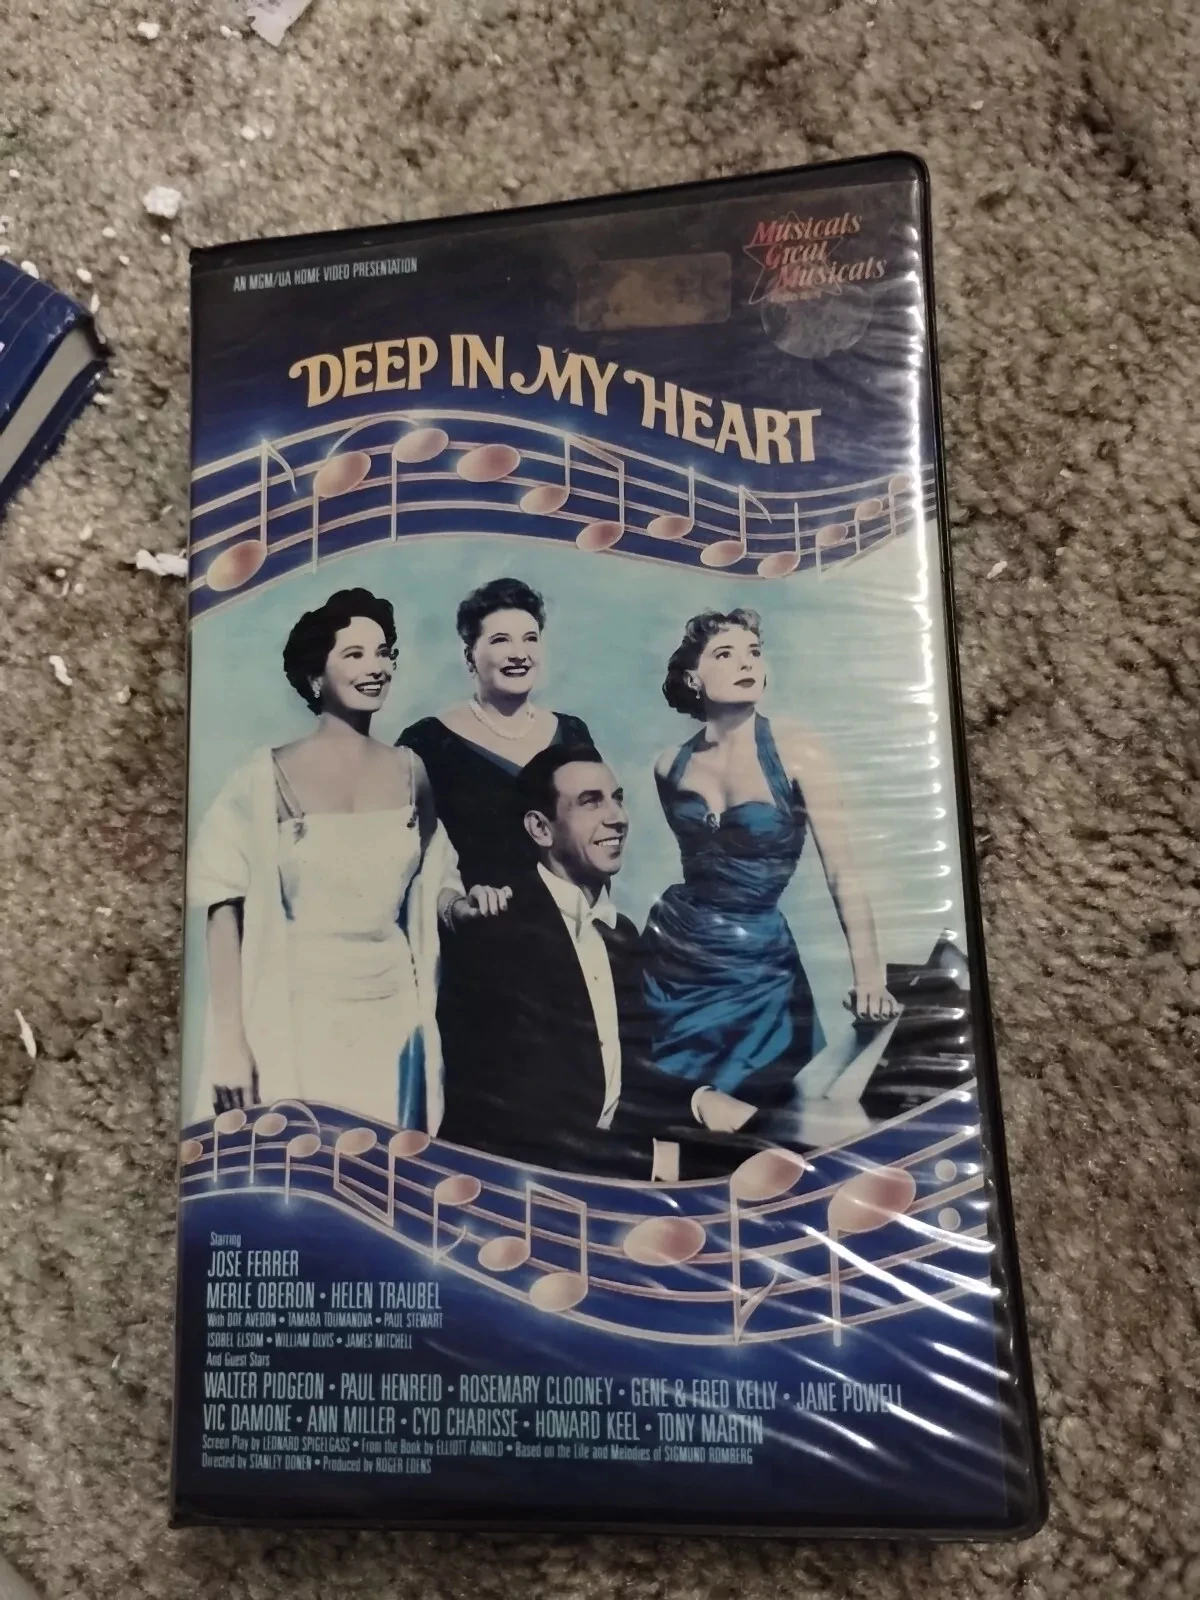 AN MGM/UA HOME VIDEO PRESENTATION
Musicals
Great
Musicals
DEEP IN MY HEART
Starring
JOSE FERRER
MERLE OBERON • HELEN TRAUBEL
With DOE AVEDON • TAMARA TOUMANOVA • PAUL STEWART
ISOBEL ELSOM • WILLIAM OLVIS • JAMES MITCHELL
And Guest Stars
WALTER PIDGEON • PAUL HENREID • ROSEMARY CLOONEY • GENE & FRED KELLY • JANE POWELL
VIC DAMONE • ANN MILLER • CYD CHARISSE • HOWARD KEEL • TONY MARTIN
Screen Play by LEONARD SPIGELGASS • From the Book by ELLIOTT ARNOLD • Based on the Life and Melodies of SIGMUND ROMBERG
Directed by STANLEY DONEN • Produced by ROGER EDENS